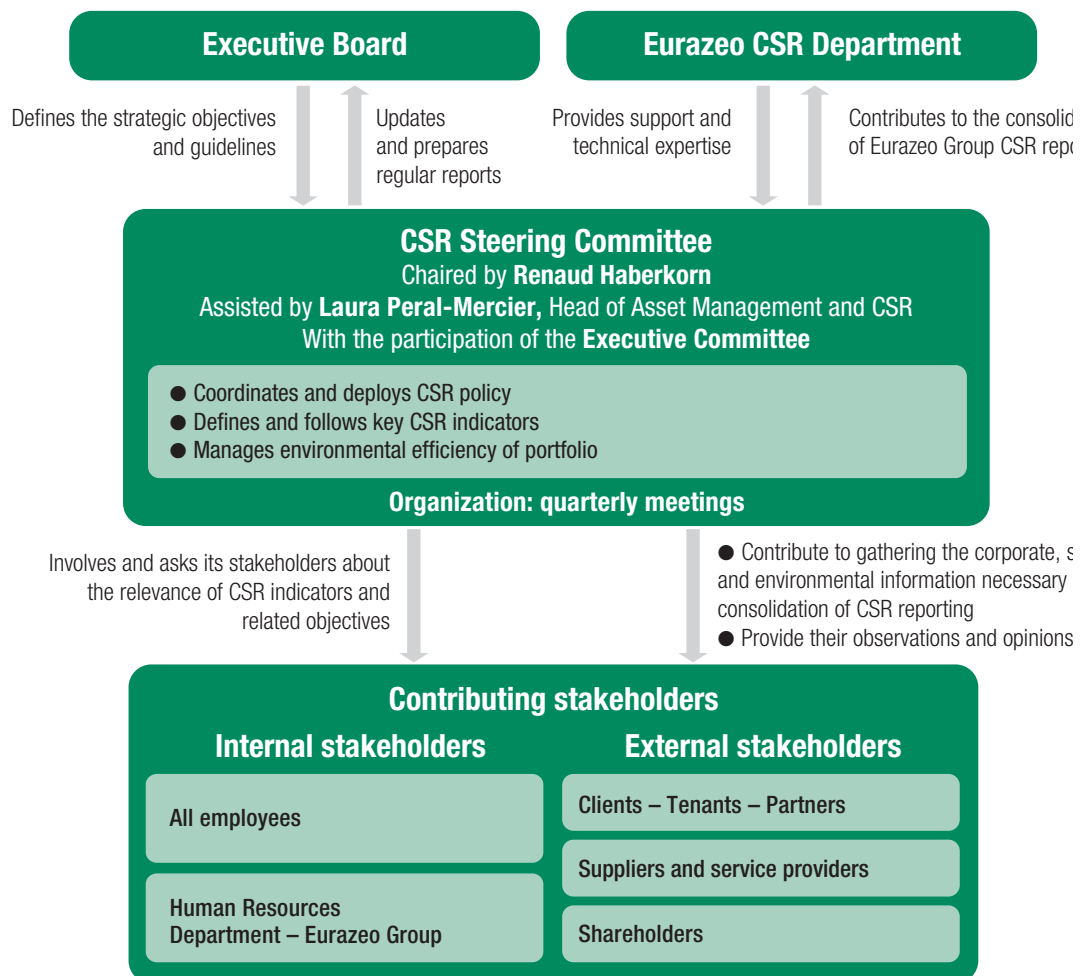 Executive Board
Eurazeo CSR Department
Defines the strategic objectives
and guidelines
Updates
and prepares
regular reports
Provides support and
technical expertise
Contributes to the
of Eurazeo Group CSR
CSR Steering Committee
Chaired by Renaud Haberkorn
Assisted by Laura Peral-Mercier, Head of Asset Management and CSR
With the participation of the Executive Committee
● Coordinates and deploys CSR policy
● Defines and follows key CSR indicators
● Manages environmental efficiency of portfolio
Organization: quarterly meetings
Involves and asks its stakeholders about
the relevance of CSR indicators and
related objectives
● Contribute to gathering the corporate,
and environmental information necessary
consolidation of CSR reporting
● Provide their observations and opinions
Contributing stakeholders
Internal stakeholders
All employees
Human Resources
Department – Eurazeo Group
External stakeholders
Clients – Tenants – Partners
Suppliers and service providers
Shareholders